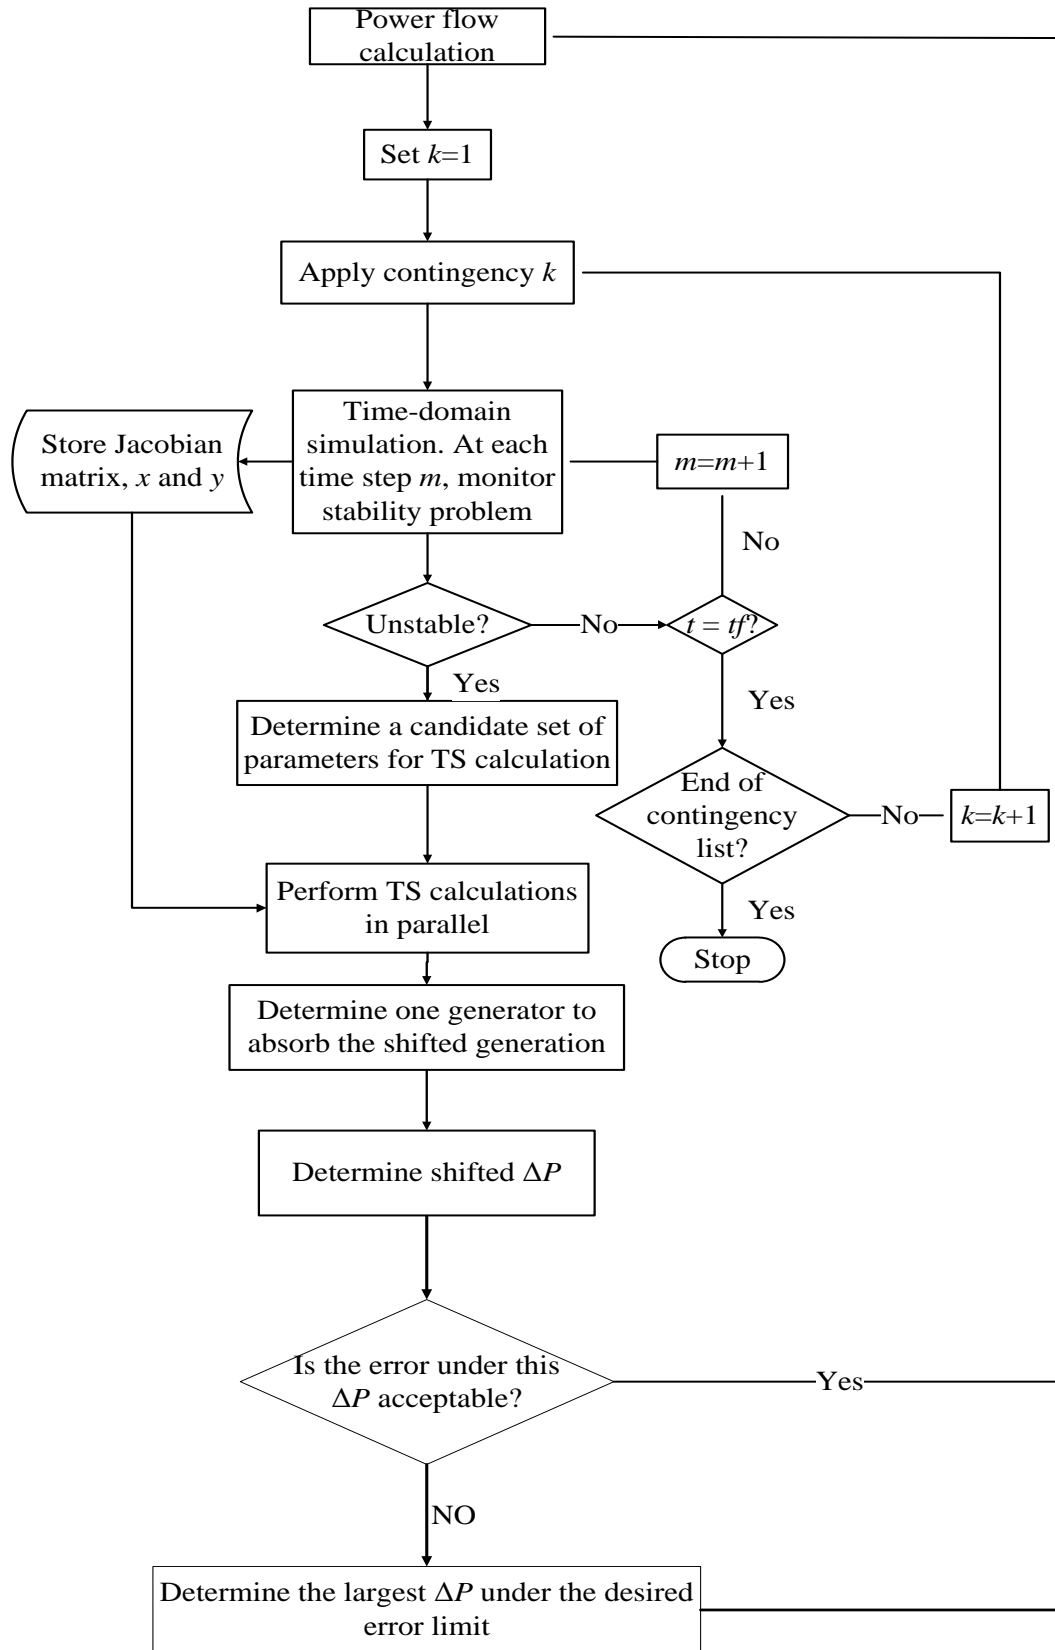 Power flow
calculation
Set k=1
Apply contingency k
Time-domain
simulation. At each
time step m, monitor
stability problem
Store Jacobian
matrix, x and y
m=m+1
No
Unstable?
No
t = tf?
Yes
Yes
Determine a candidate set of
parameters for TS calculation
End of
contingency
list?
No
k=k+1
Perform TS calculations
in parallel
Yes
Stop
Determine one generator to
absorb the shifted generation
Determine shifted ΔP
Is the error under this
ΔP acceptable?
Yes
NO
Determine the largest ΔP under the desired
error limit